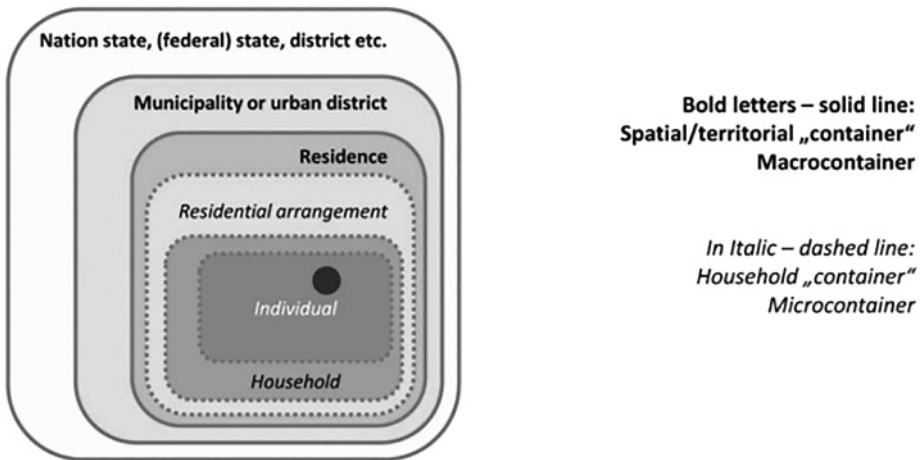 Nation state, (federal) state, district etc.
Municipality or urban district
Residence
Residential arrangement
Individual
Household
Bold letters – solid line:
Spatial/territorial „container“
Macrocontainer
In Italic – dashed line:
Household „container“
Microcontainer